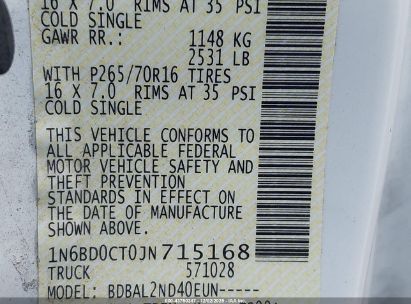 16 X 7.0 RIMS AT 35 PSI
COLD SINGLE
GAWR RR.: 1148 KG
2531 LB
WITH P265/70R16 TIRES
16 X 7.0 RIMS AT 35 PSI
COLD SINGLE
THIS VEHICLE CONFORMS TO
ALL APPLICABLE FEDERAL
MOTOR VEHICLE SAFETY AND
THEFT PREVENTION
STANDARDS IN EFFECT ON
THE DATE OF MANUFACTURE
SHOWN ABOVE.
1N6BD0CT0JN715168
TRUCK 571028
MODEL: BDBAL2ND40EUN-----